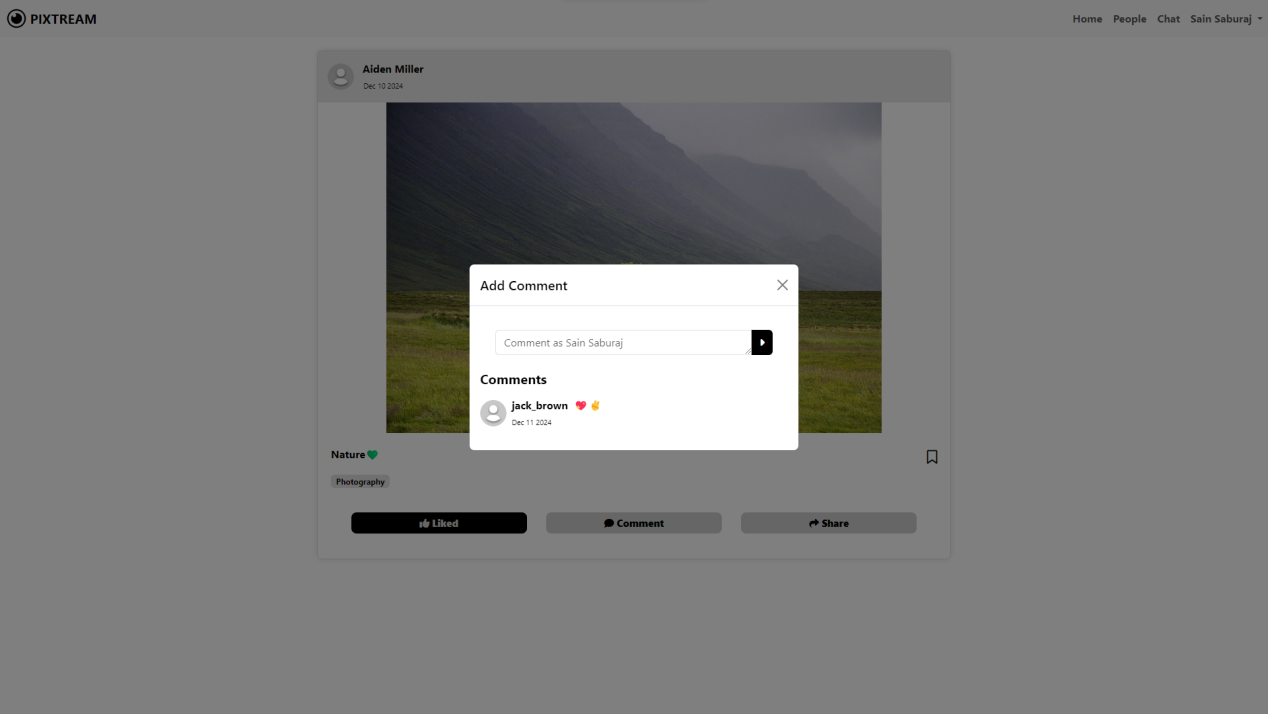 PIXTREAM
Home People Chat Sain Saburaj
Aiden Miller
Dec 10 2024
Add Comment
Comment as Sain Saburaj
Comments
jack_brown 💖 ✌️
Dec 11 2024
Nature💚
Photography
Liked Comment Share